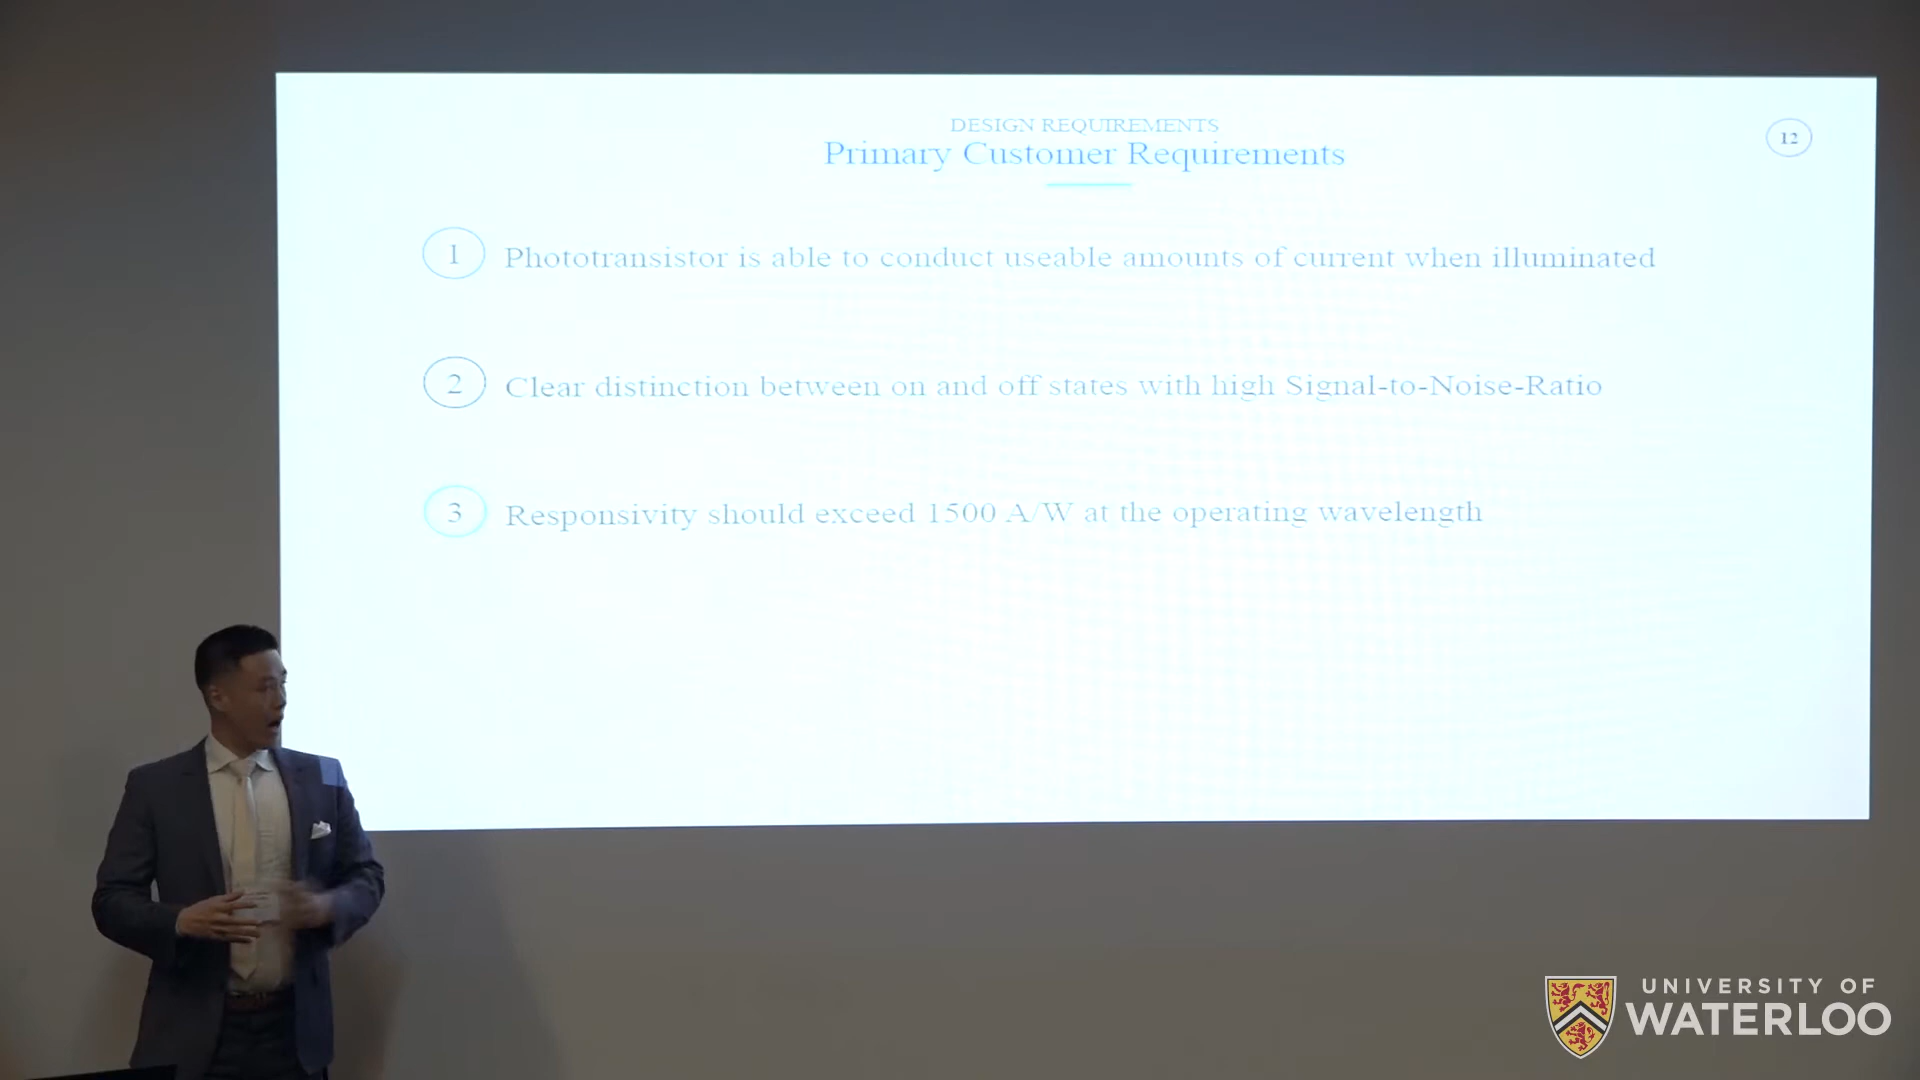 DESIGN REQUIREMENTS
Primary Customer Requirements
12
1 Phototransistor is able to conduct useable amounts of current when illuminated
2 Clear distinction between on and off states with high Signal-to-Noise-Ratio
3 Responsivity should exceed 1500 A/W at the operating wavelength
UNIVERSITY OF
WATERLOO